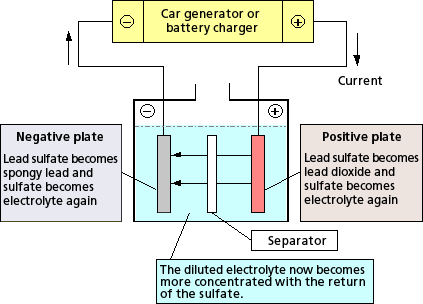 Car generator or
battery charger
Current
Negative plate
Lead sulfate becomes
spongy lead and
sulfate becomes
electrolyte again
Positive plate
Lead sulfate becomes
lead dioxide and
sulfate becomes
electrolyte again
Separator
The diluted electrolyte now becomes
more concentrated with the return
of the sulfate.